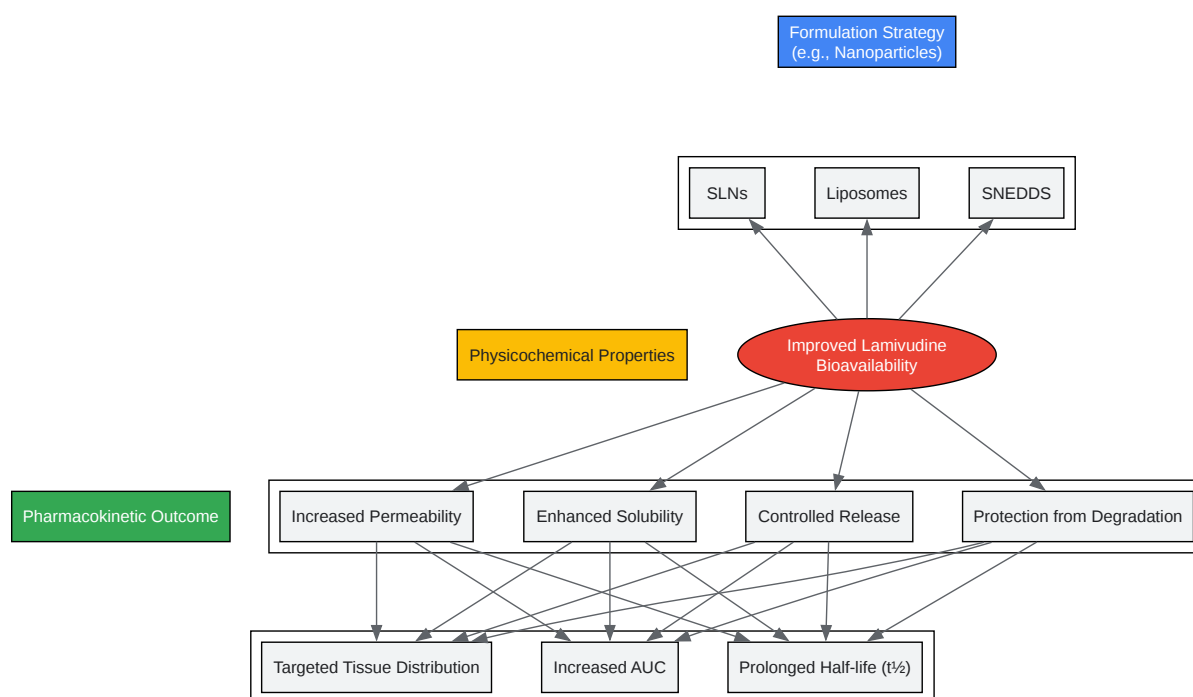 Formulation Strategy
(e.g., Nanoparticles)
SLNs
Liposomes
SNEDDS
Physicochemical Properties
Improved Lamivudine
Bioavailability
Pharmacokinetic Outcome
Increased Permeability
Enhanced Solubility
Controlled Release
Protection from Degradation
Targeted Tissue Distribution
Increased AUC
Prolonged Half-life (t½)